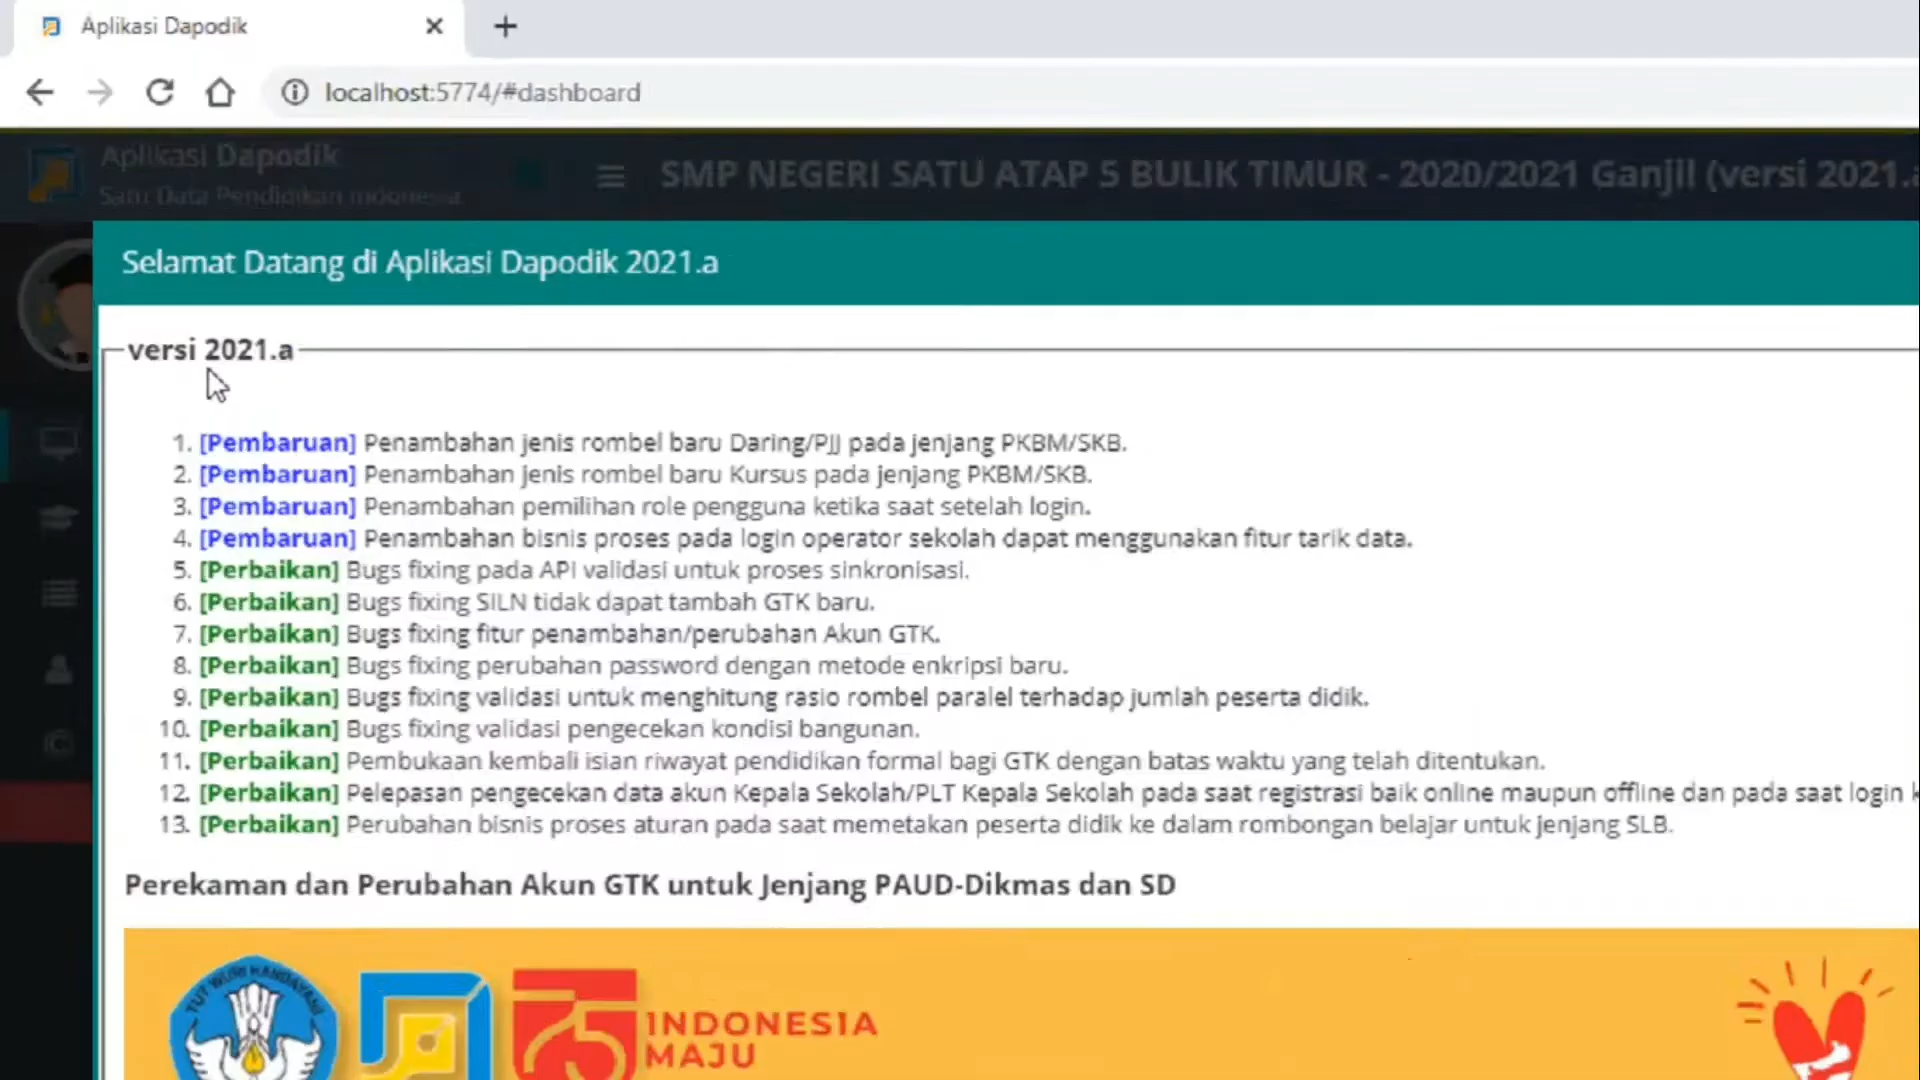 Aplikasi Dapodik
localhost:5774/#dashboard
Aplikasi Dapodik
Satu Data Pendidikan Indonesia
SMP NEGERI SATU ATAP 5 BULIK TIMUR - 2020/2021 Ganjil (versi 2021.a
Selamat Datang di Aplikasi Dapodik 2021.a
versi 2021.a
1. [Pembaruan] Penambahan jenis rombel baru Daring/PJJ pada jenjang PKBM/SKB.
2. [Pembaruan] Penambahan jenis rombel baru Kursus pada jenjang PKBM/SKB.
3. [Pembaruan] Penambahan pemilihan role pengguna ketika saat setelah login.
4. [Pembaruan] Penambahan bisnis proses pada login operator sekolah dapat menggunakan fitur tarik data.
5. [Perbaikan] Bugs fixing pada API validasi untuk proses sinkronisasi.
6. [Perbaikan] Bugs fixing SILN tidak dapat tambah GTK baru.
7. [Perbaikan] Bugs fixing fitur penambahan/perubahan Akun GTK.
8. [Perbaikan] Bugs fixing perubahan password dengan metode enkripsi baru.
9. [Perbaikan] Bugs fixing validasi untuk menghitung rasio rombel paralel terhadap jumlah peserta didik.
10. [Perbaikan] Bugs fixing validasi pengecekan kondisi bangunan.
11. [Perbaikan] Pembukaan kembali isian riwayat pendidikan formal bagi GTK dengan batas waktu yang telah ditentukan.
12. [Perbaikan] Pelepasan pengecekan data akun Kepala Sekolah/PLT Kepala Sekolah pada saat registrasi baik online maupun offline dan pada saat login k
13. [Perbaikan] Perubahan bisnis proses aturan pada saat memetakan peserta didik ke dalam rombongan belajar untuk jenjang SLB.
Perekaman dan Perubahan Akun GTK untuk Jenjang PAUD-Dikmas dan SD
TUT WURI HANDAYANI
75
INDONESIA
MAJU